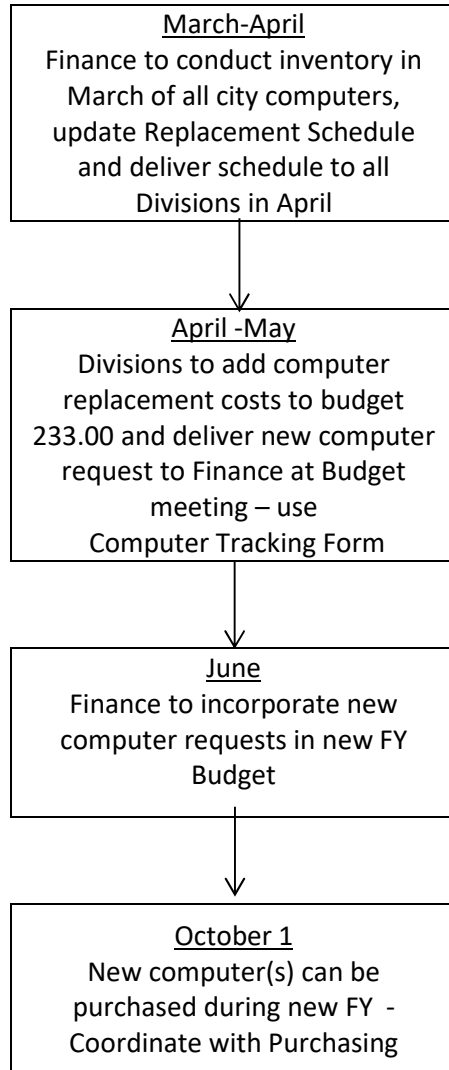 March-April
Finance to conduct inventory in
March of all city computers,
update Replacement Schedule
and deliver schedule to all
Divisions in April
April -May
Divisions to add computer
replacement costs to budget
233.00 and deliver new computer
request to Finance at Budget
meeting – use
Computer Tracking Form
June
Finance to incorporate new
computer requests in new FY
Budget
October 1
New computer(s) can be
purchased during new FY -
Coordinate with Purchasing